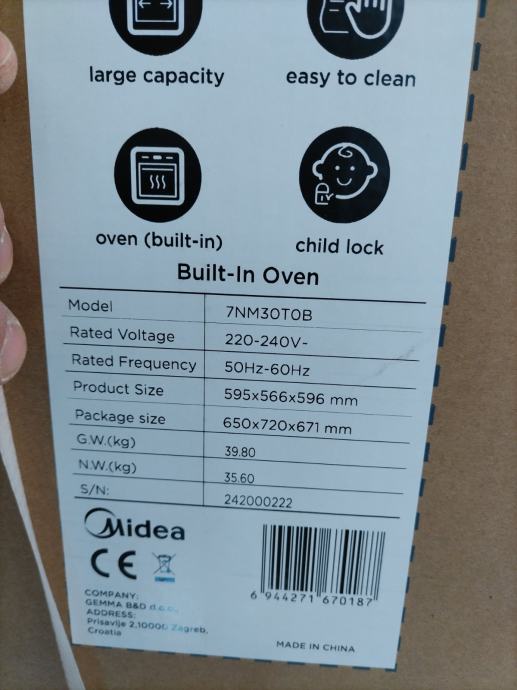 large capacity easy to clean
oven (built-in) child lock
Built-In Oven
Model 7NM30T0B
Rated Voltage 220-240V-
Rated Frequency 50Hz-60Hz
Product Size 595x566x596 mm
Package size 650x720x671 mm
G.W.(kg) 39.80
N.W.(kg) 35.60
S/N: 242000222
Midea
CE
COMPANY:
GEMMA B&D d.o.o.
ADDRESS:
Prisavlje 2,10000 Zagreb,
Croatia
6 944271 670187
MADE IN CHINA